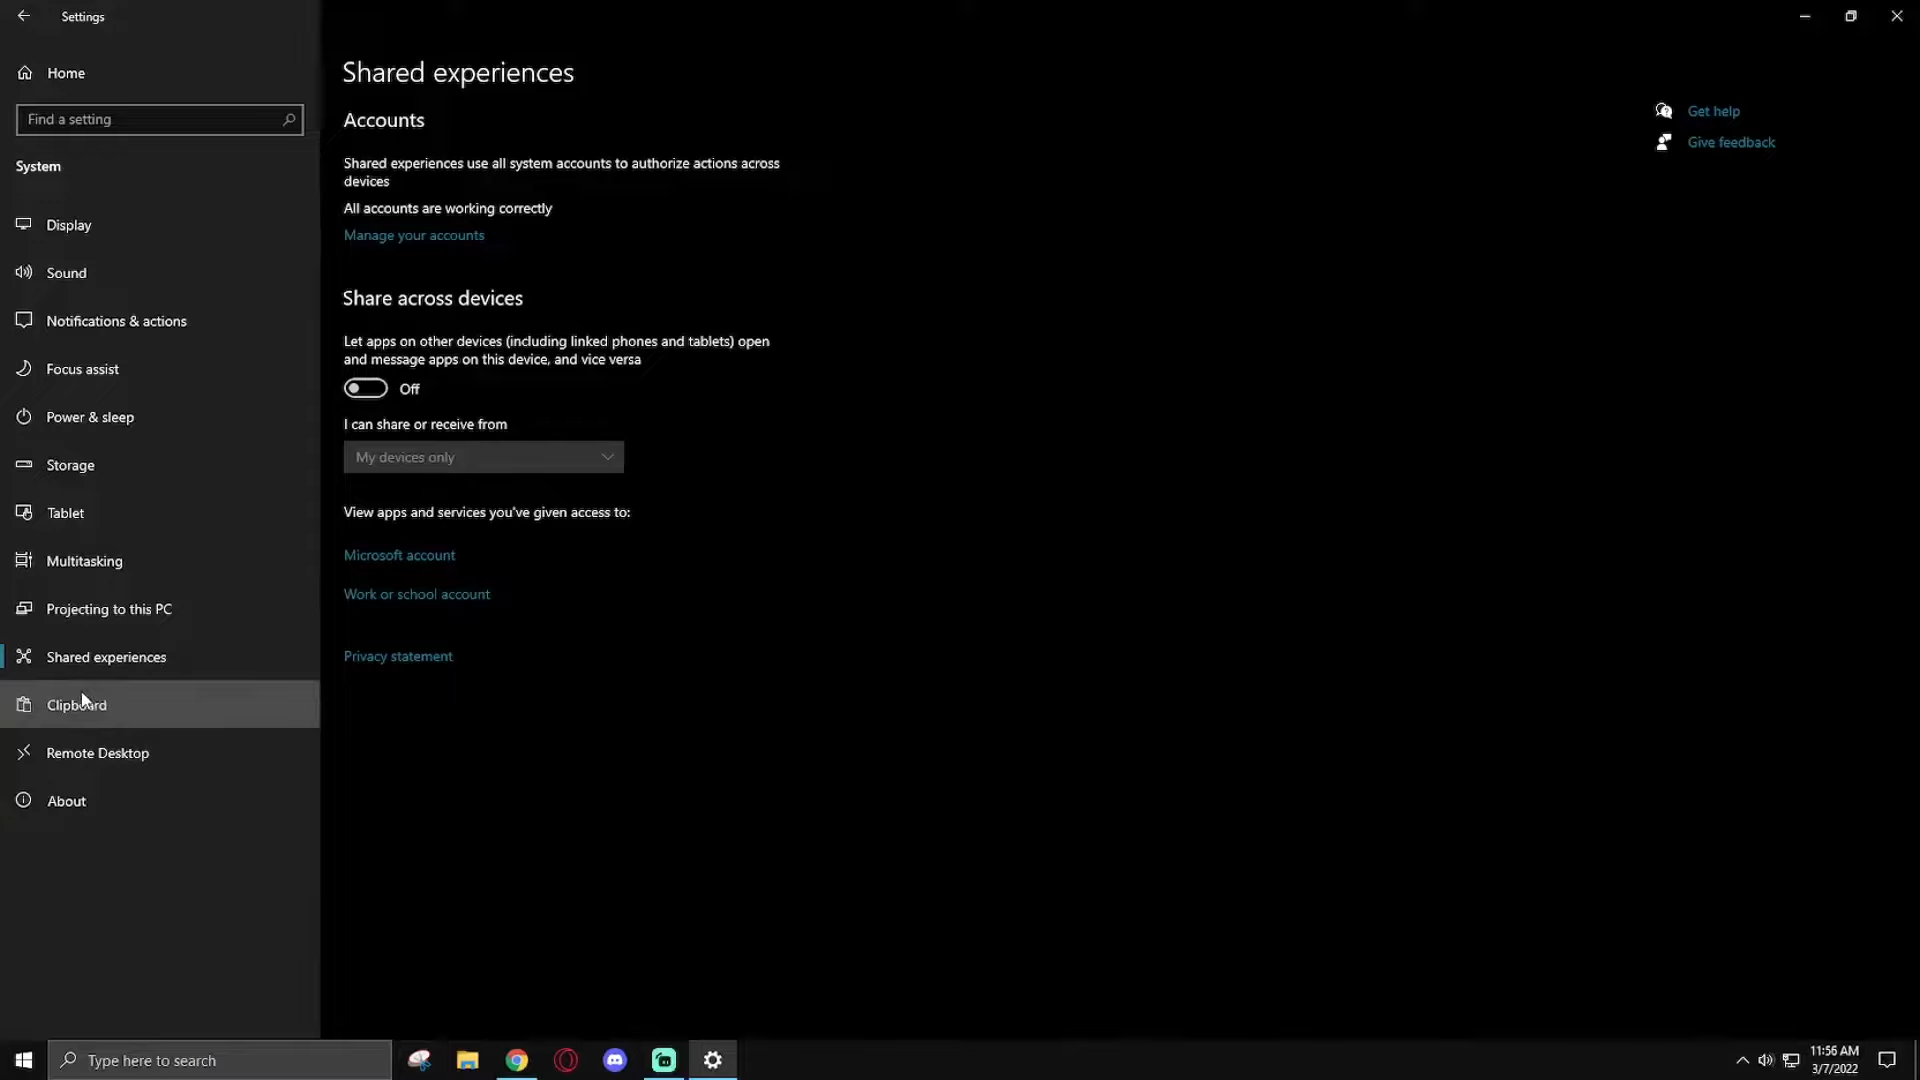 Settings
Home
Find a setting
System
Display
Sound
Notifications & actions
Focus assist
Power & sleep
Storage
Tablet
Multitasking
Projecting to this PC
Shared experiences
Clipboard
Remote Desktop
About
Shared experiences
Accounts
Shared experiences use all system accounts to authorize actions across
devices
All accounts are working correctly
Manage your accounts
Share across devices
Let apps on other devices (including linked phones and tablets) open
and message apps on this device, and vice versa
Off
I can share or receive from
My devices only
View apps and services you've given access to:
Microsoft account
Work or school account
Privacy statement
Get help
Give feedback
Type here to search
11:56 AM
3/7/2022